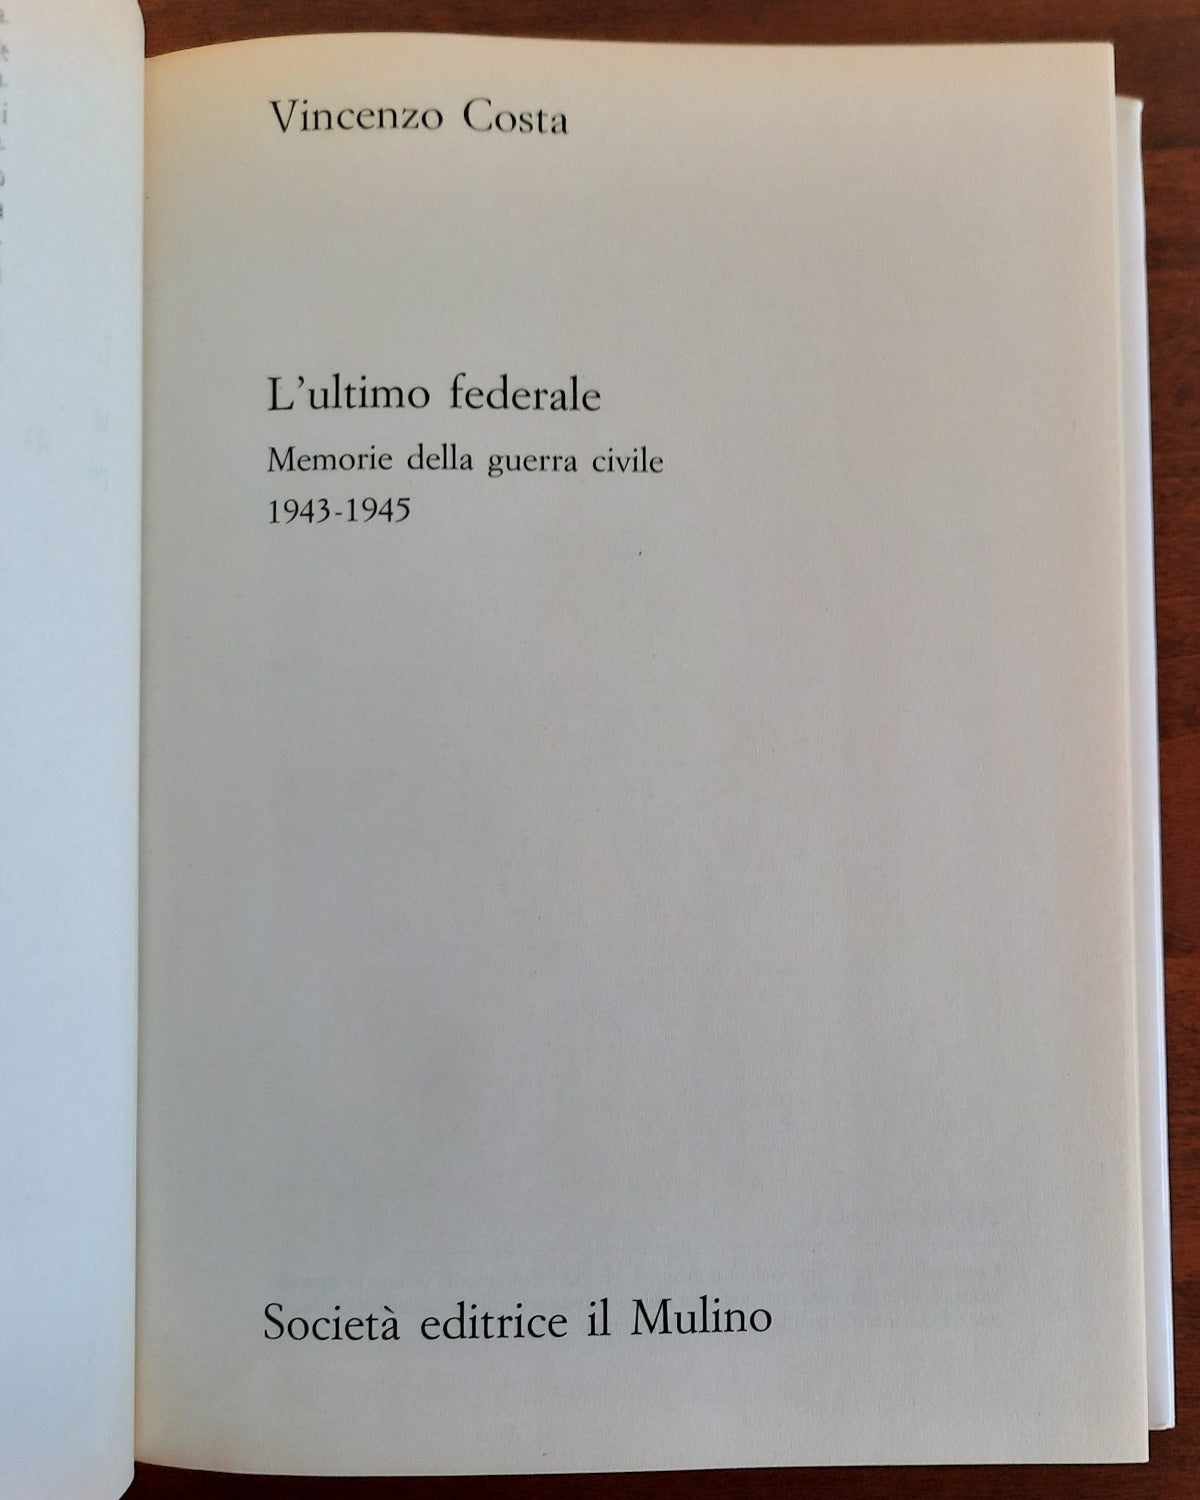 Vincenzo Costa
L'ultimo federale
Memorie della guerra civile
1943-1945
Società editrice il Mulino